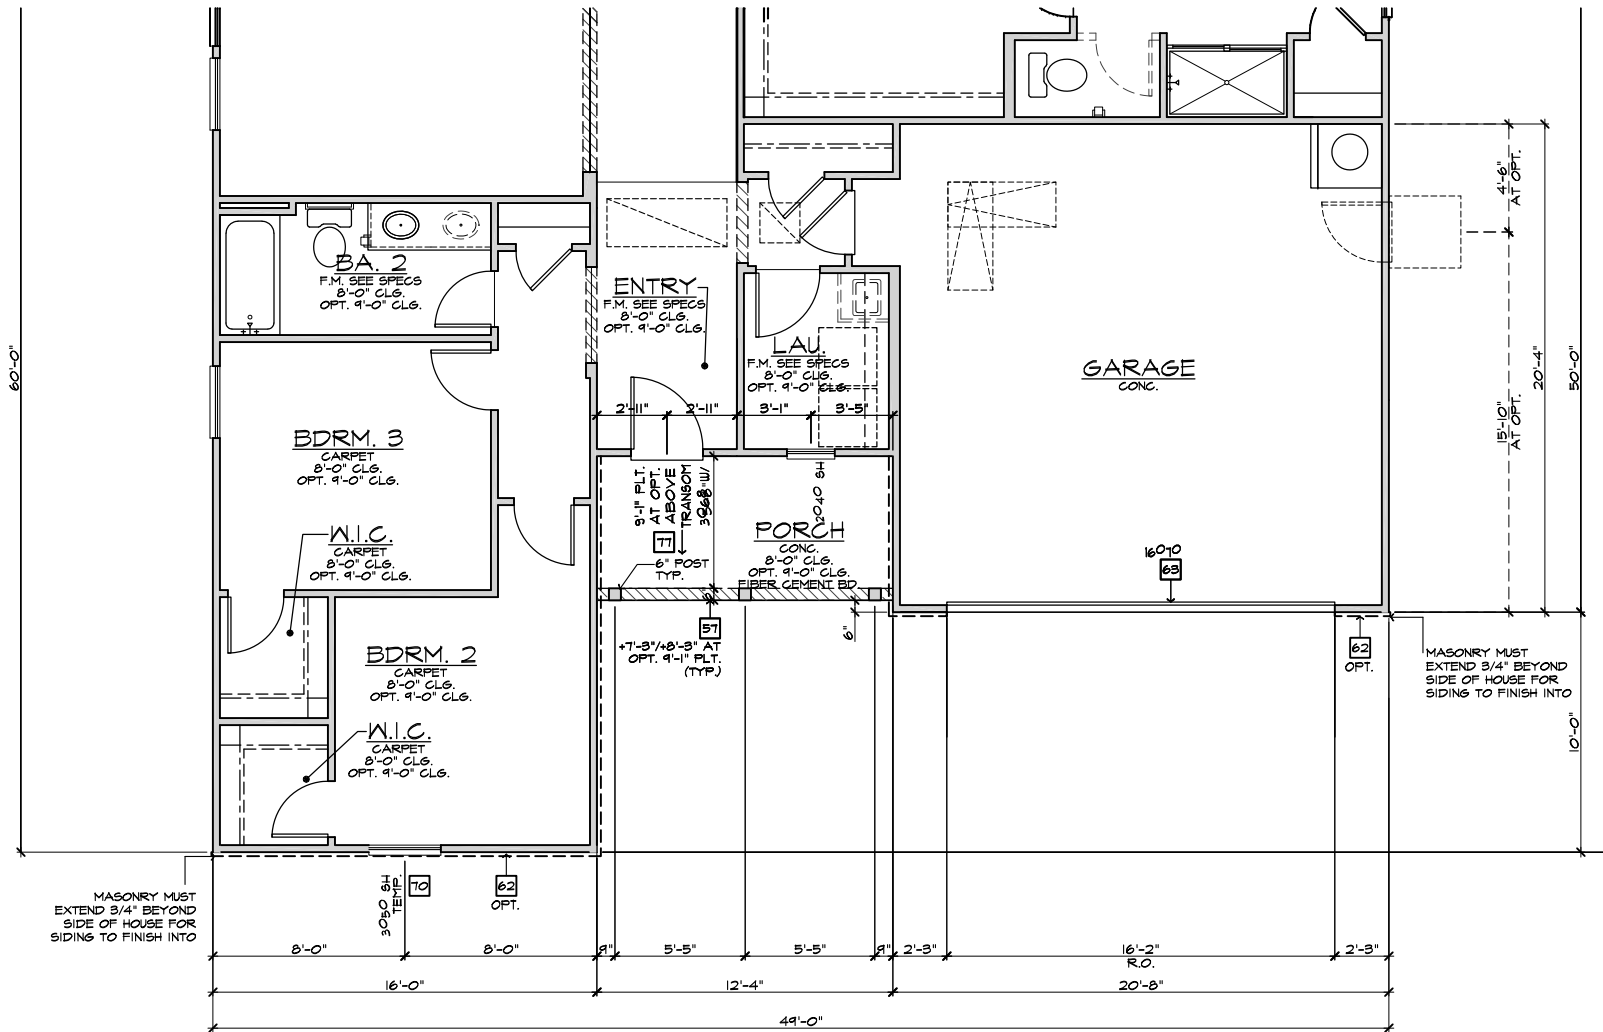 4'-6"
AT OPT.
60'-0"
BA. 2
F.M. SEE SPECS
8'-0" CLG.
OPT. 9'-0" CLG.
ENTRY
F.M. SEE SPECS
8'-0" CLG.
OPT. 9'-0" CLG.
LAU.
F.M. SEE SPECS
8'-0" CLG.
OPT. 9'-0" CLG.
GARAGE
CONC.
20'-4"
50'-0"
15'-10"
AT OPT.
2'-11"
2'-11"
3'-1"
3'-5"
BDRM. 3
CARPET
8'-0" CLG.
OPT. 9'-0" CLG.
9'-1" PLT.
AT OPT.
ABOVE
TRANSOM
W/
2040 SH
77
6" POST
TYP.
PORCH
CONC.
8'-0" CLG.
OPT. 9'-0" CLG.
FIBER CEMENT BD.
W.I.C.
CARPET
8'-0" CLG.
OPT. 9'-0" CLG.
16070
63
57
+7'-3"/+8'-3" AT
OPT. 9'-1" PLT.
(TYP.)
6"
62
OPT.
MASONRY MUST
EXTEND 3/4" BEYOND
SIDE OF HOUSE FOR
SIDING TO FINISH INTO
BDRM. 2
CARPET
8'-0" CLG.
OPT. 9'-0" CLG.
W.I.C.
CARPET
8'-0" CLG.
OPT. 9'-0" CLG.
10'-0"
MASONRY MUST
EXTEND 3/4" BEYOND
SIDE OF HOUSE FOR
SIDING TO FINISH INTO
3050 SH
TEMP.
70
62
OPT.
8'-0"
8'-0"
9"
5'-5"
5'-5"
9"
2'-3"
16'-2"
R.O.
2'-3"
16'-0"
12'-4"
20'-8"
49'-0"